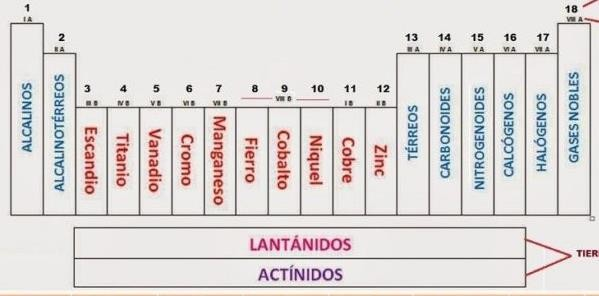 1
I A
18
VIII A
2
II A
13
III A
14
IV A
15
V A
16
VI A
17
VII A
3
III B
4
IV B
5
V B
6
VI B
7
VII B
8
9
10
VIII B
11
I B
12
II B
ALCALINOS
ALCALINOTÉRREOS
Escandio
Titanio
Vanadio
Cromo
Manganeso
Fierro
Cobalto
Niquel
Cobre
Zinc
TÉRREOS
CARBONOIDES
NITROGENOIDES
CALCÓGENOS
HALÓGENOS
GASES NOBLES
LANTÁNIDOS
ACTÍNIDOS
TIER